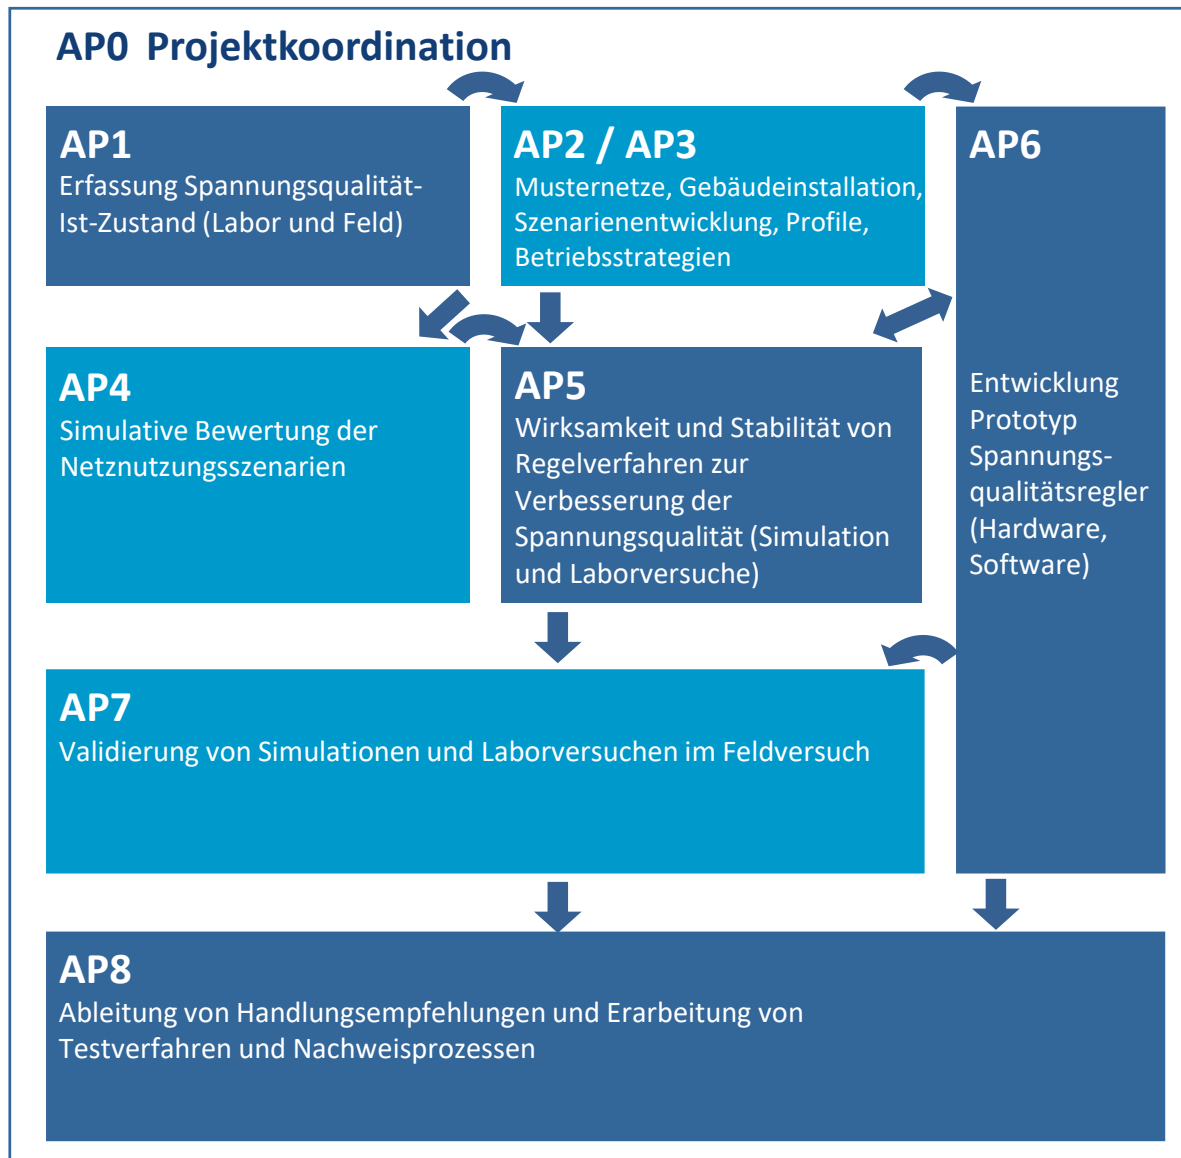 AP0 Projektkoordination
AP1
Erfassung Spannungsqualität-
Ist-Zustand (Labor und Feld)
AP2 / AP3
Musternetze, Gebäudeinstallation,
Szenarienentwicklung, Profile,
Betriebsstrategien
AP6
Entwicklung
Prototyp
Spannungs-
qualitätsregler
(Hardware,
Software)
AP4
Simulative Bewertung der
Netznutzungsszenarien
AP5
Wirksamkeit und Stabilität von
Regelverfahren zur
Verbesserung der
Spannungsqualität (Simulation
und Laborversuche)
AP7
Validierung von Simulationen und Laborversuchen im Feldversuch
AP8
Ableitung von Handlungsempfehlungen und Erarbeitung von
Testverfahren und Nachweisprozessen